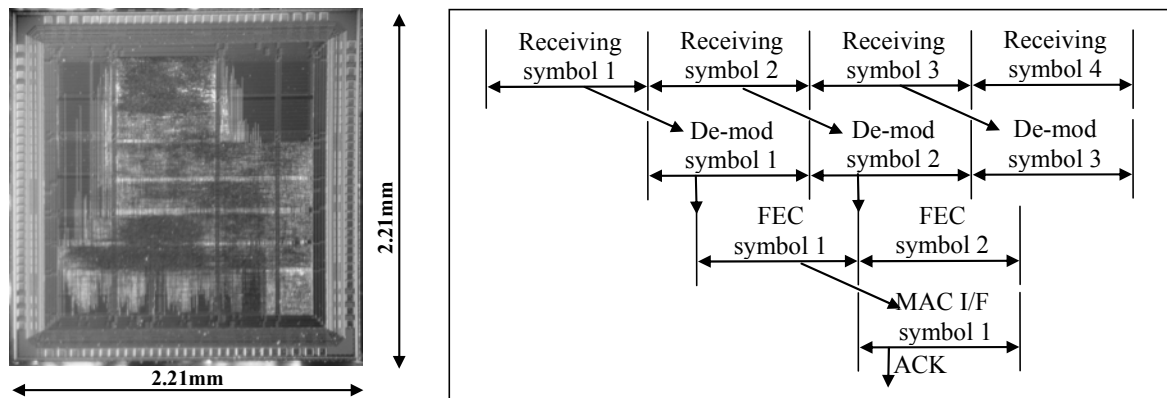 2.21mm
2.21mm
Receiving
symbol 1
Receiving
symbol 2
Receiving
symbol 3
Receiving
symbol 4
De-mod
symbol 1
De-mod
symbol 2
De-mod
symbol 3
FEC
symbol 1
FEC
symbol 2
MAC I/F
symbol 1
ACK